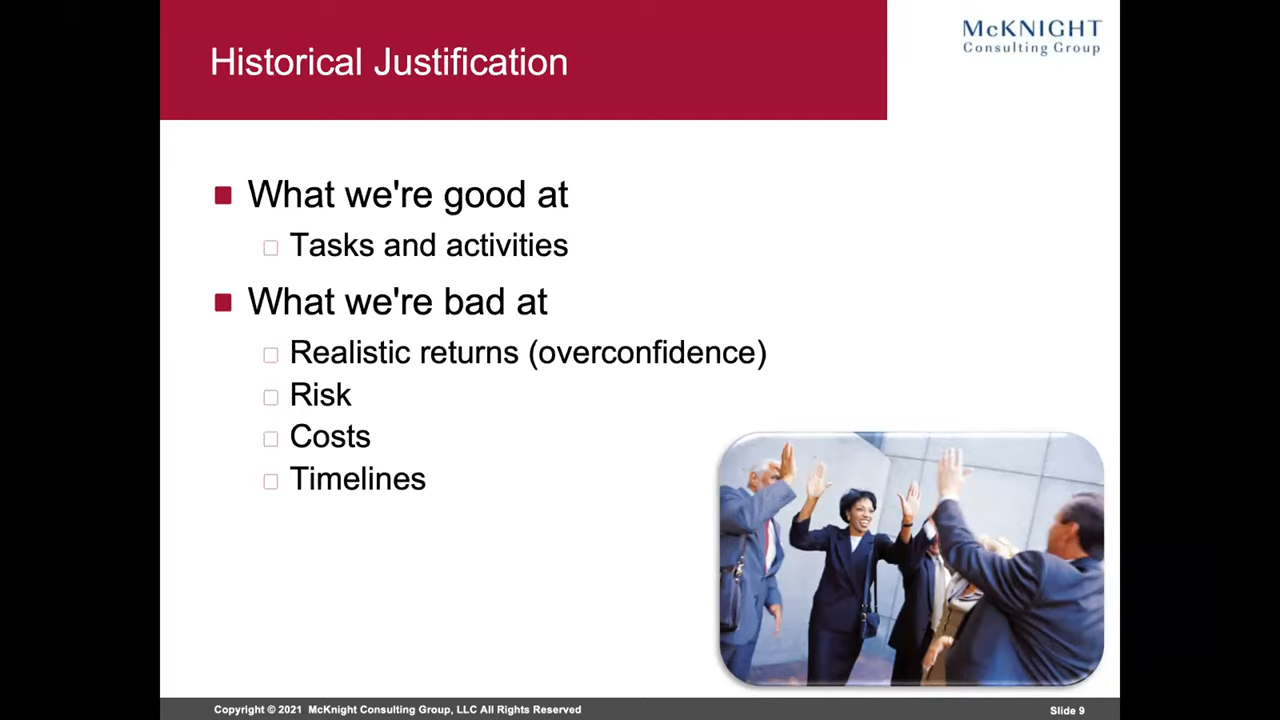 Historical Justification
McKNIGHT
Consulting Group
What we're good at
Tasks and activities
What we're bad at
Realistic returns (overconfidence)
Risk
Costs
Timelines
Copyright © 2021 McKnight Consulting Group, LLC All Rights Reserved
Slide 9